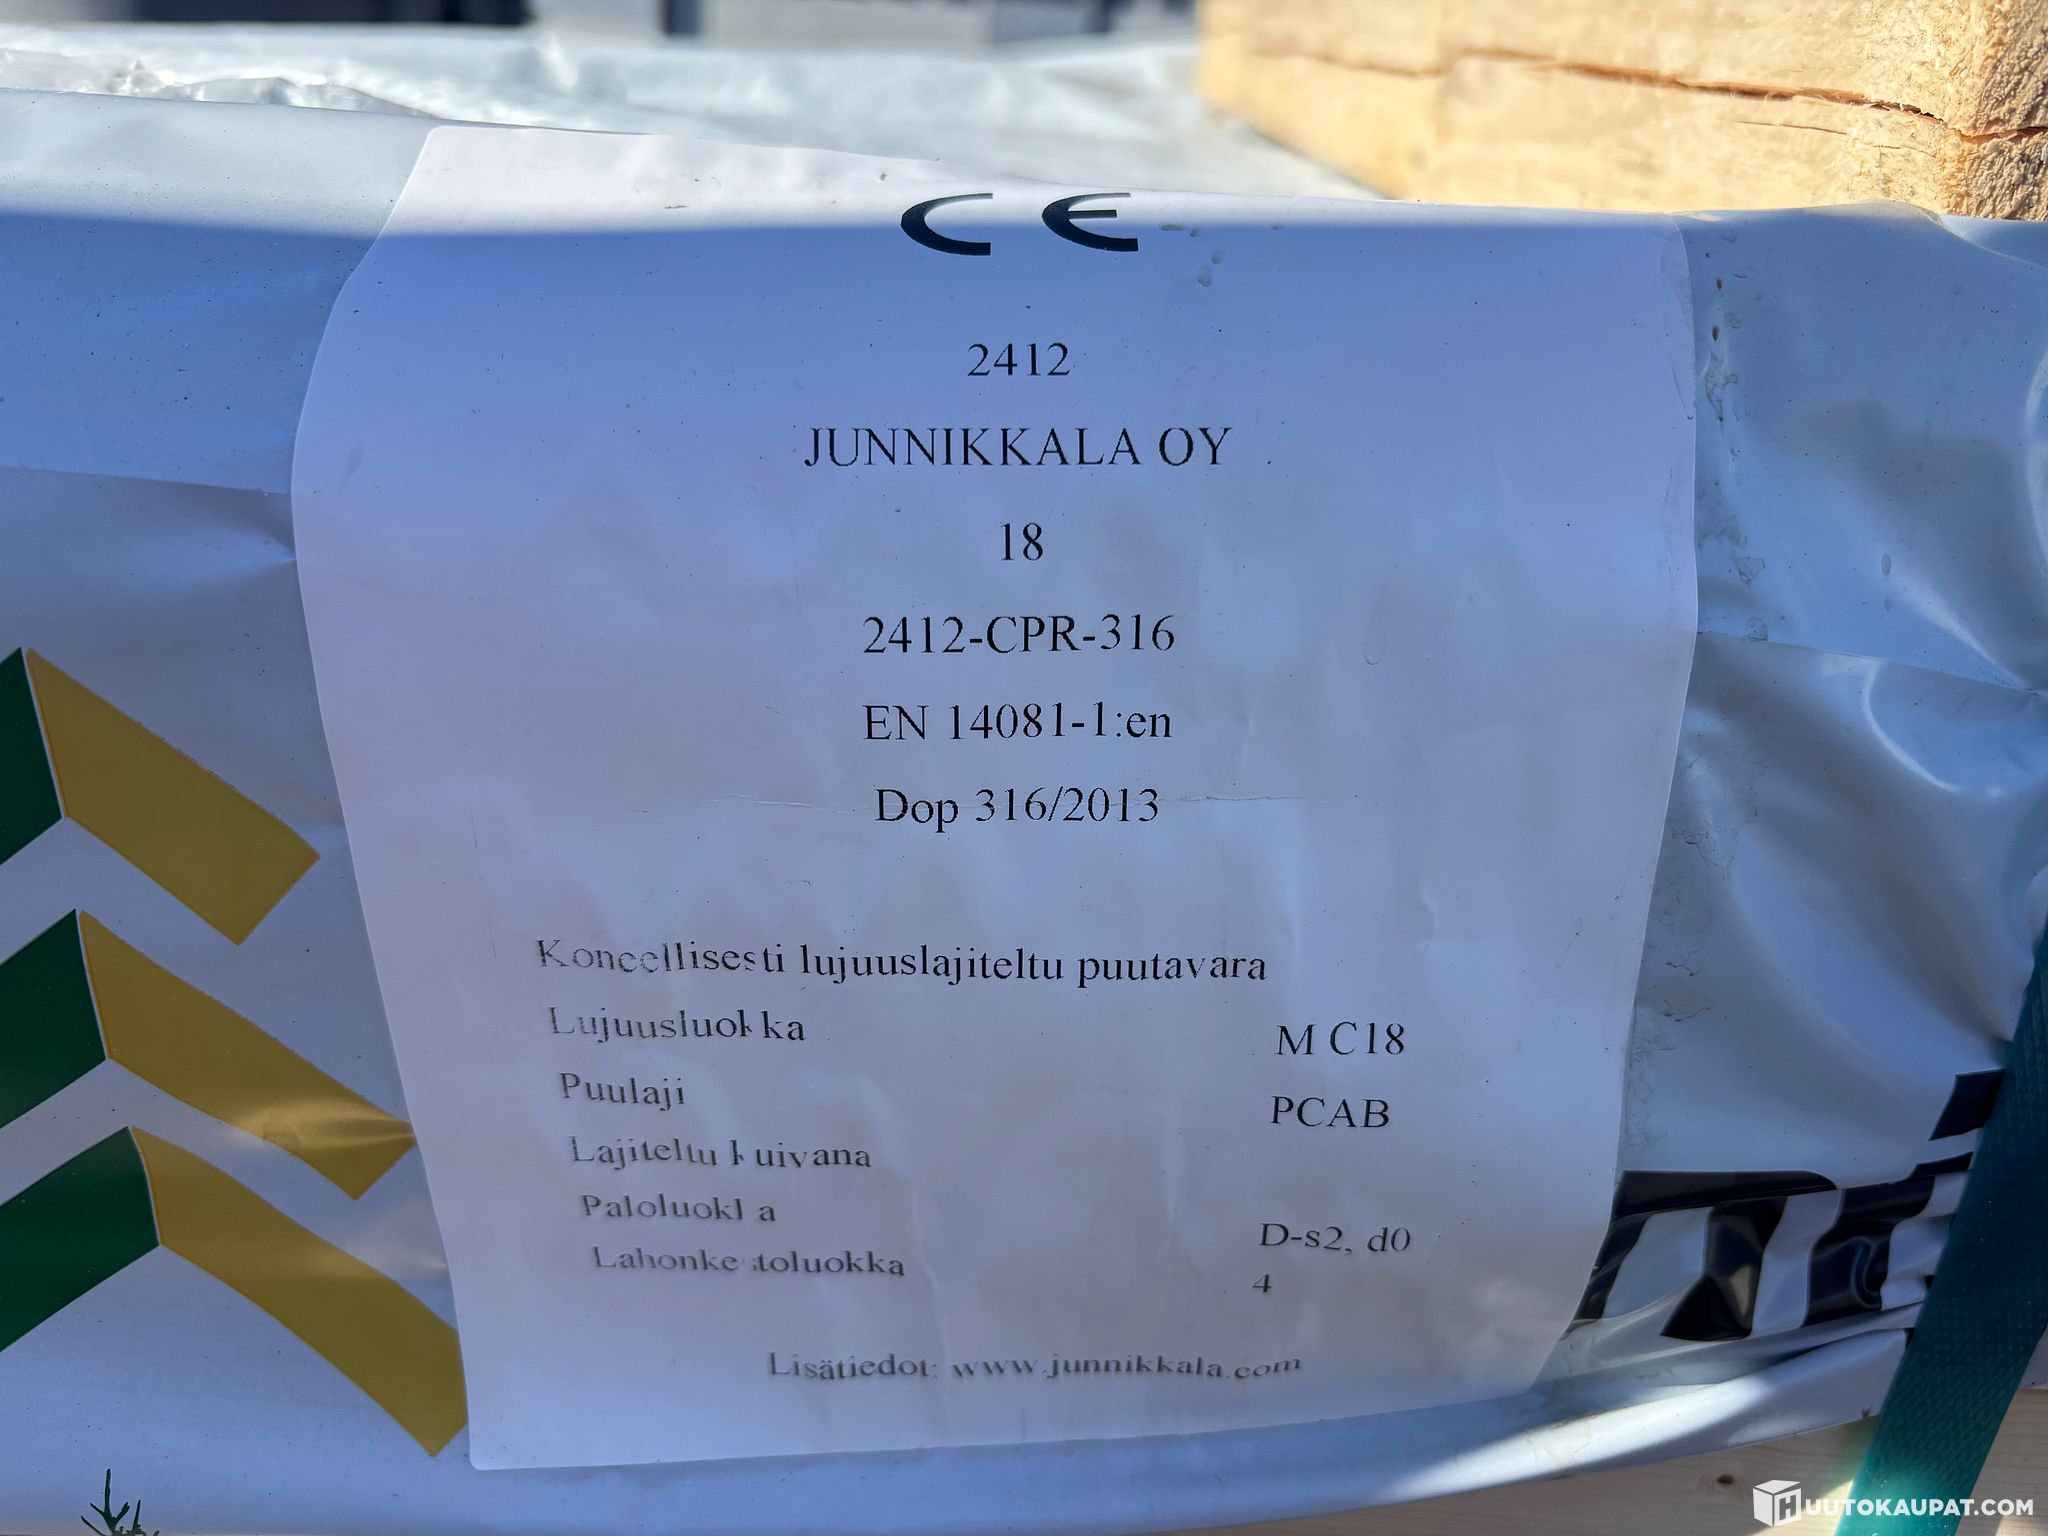 CE
2412
JUNNIKKALA OY
18
2412-CPR-316
EN 14081-1:en
Dop 316/2013
Koneellisesti lujuuslajiteltu puutavara
Lujuusluokka M C18
Puulaji PCAB
Lajiteltu kuivana
Paloluokka D-s2, d0
Lahonkestoluokka 4
Lisätiedot: www.junnikkala.com
HUUTOKAUPAT.COM